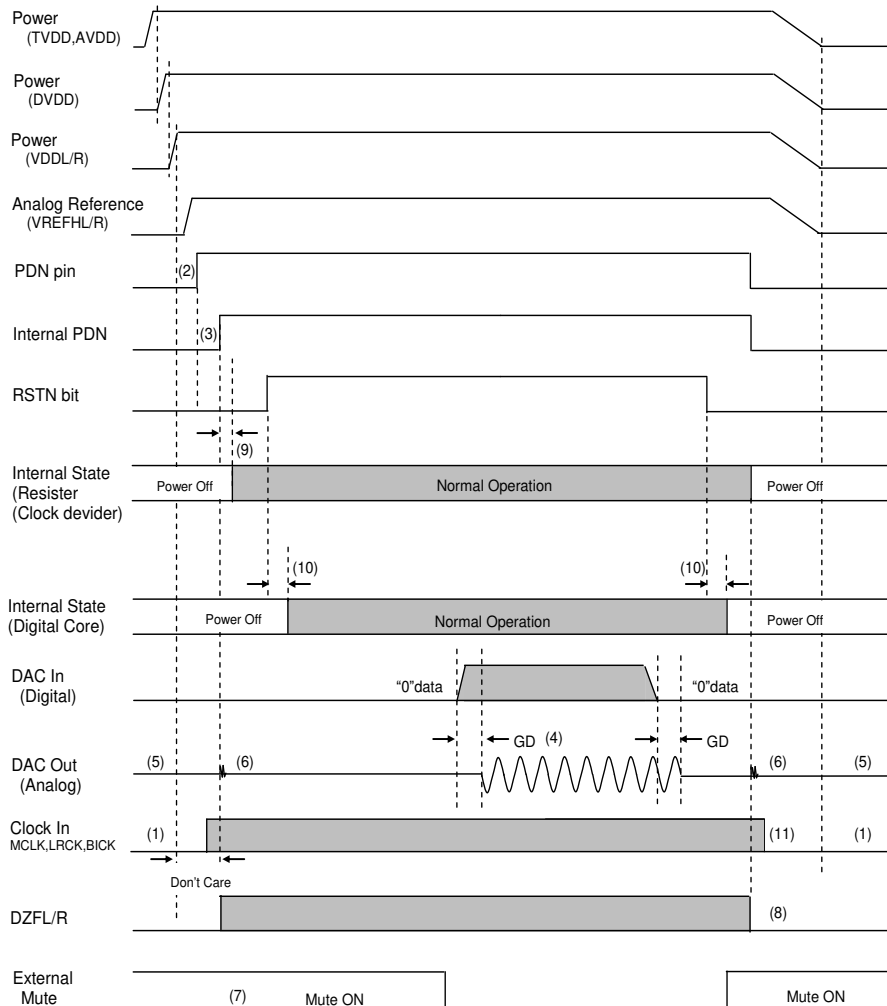 Power
(TVDD,AVDD)
Power
(DVDD)
Power
(VDDL/R)
Analog Reference
(VREFHL/R)
PDN pin
(2)
Internal PDN
(3)
RSTN bit
(9)
Internal State
(Resister
(Clock devider)
Power Off
Normal Operation
Power Off
(10)
(10)
Internal State
(Digital Core)
Power Off
Normal Operation
Power Off
DAC In
(Digital)
“0”data
“0”data
GD
(4)
GD
DAC Out
(Analog)
(5)
(6)
(6)
(5)
Clock In
MCLK,LRCK,BICK
(1)
(11)
(1)
Don't Care
DZFL/R
(8)
External
Mute
(7)
Mute ON
Mute ON